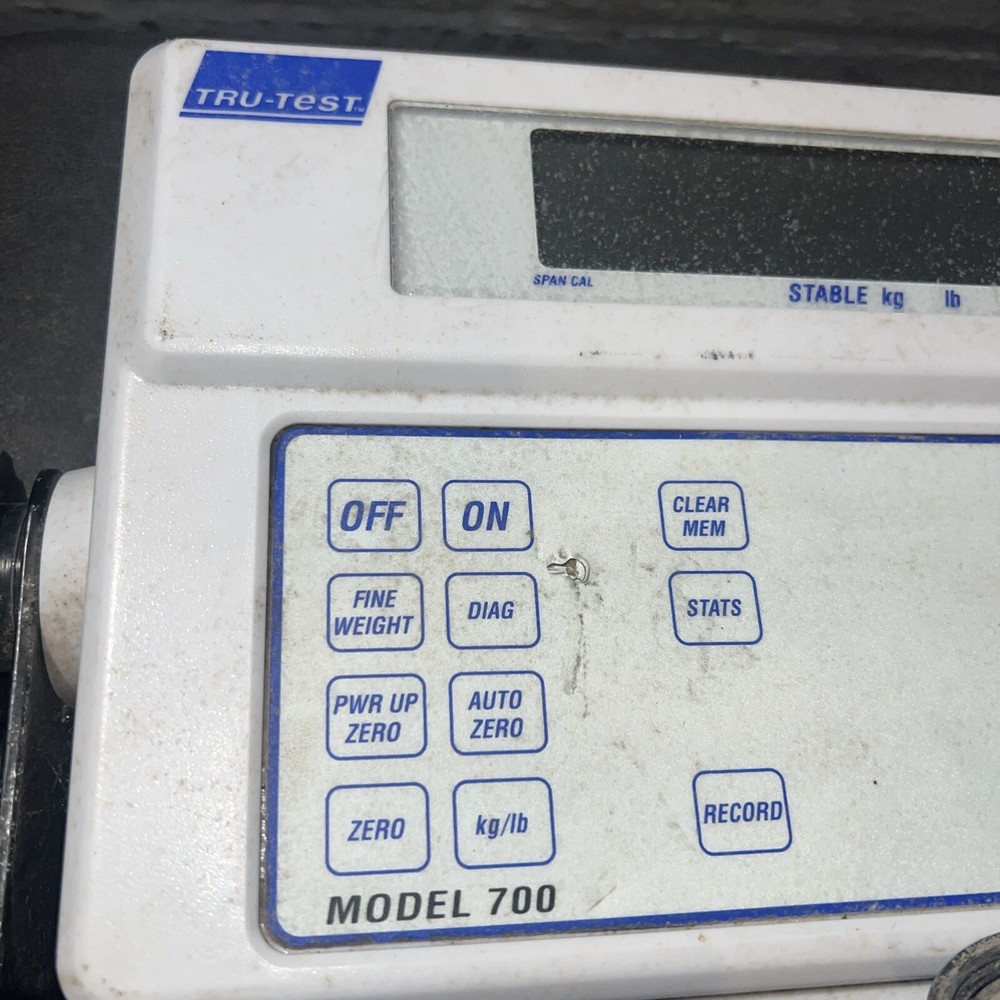 TRU-TeST™
SPAN CAL
STABLE kg lb
OFF ON CLEAR
MEM
FINE
WEIGHT DIAG STATS
PWR UP
ZERO AUTO
ZERO
ZERO kg/lb RECORD
MODEL 700